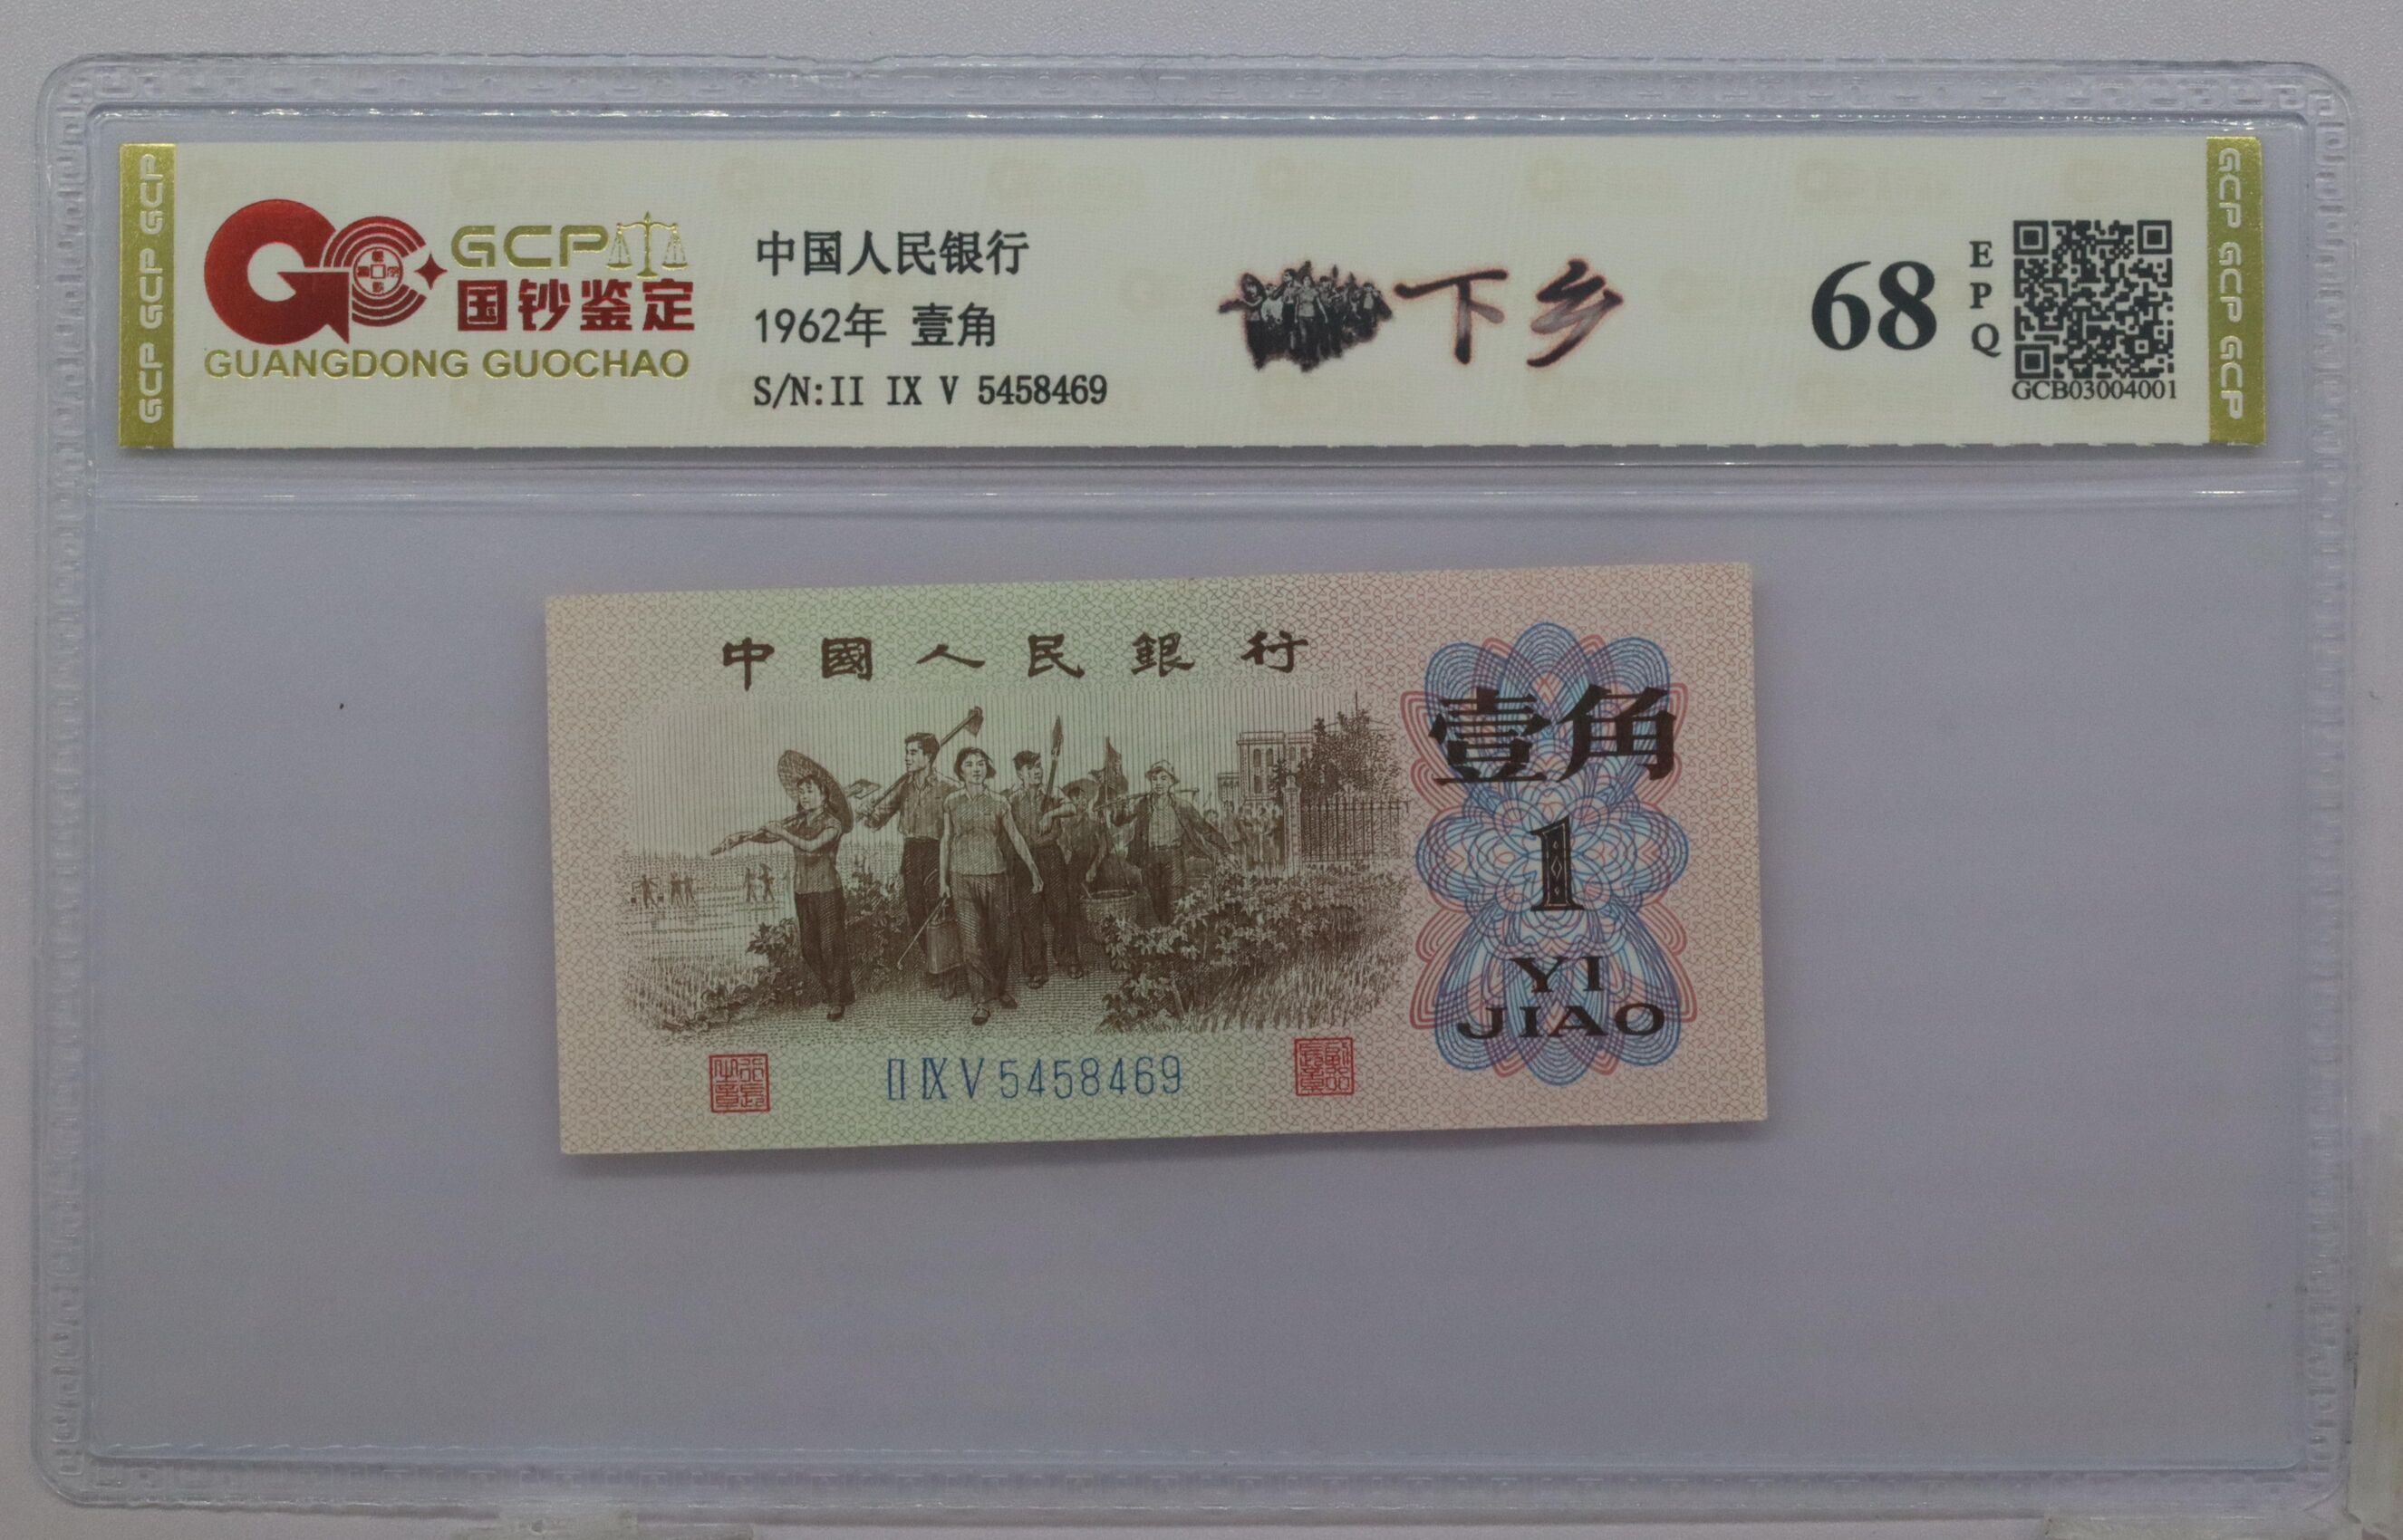 GCP GCP GCP
GCP
国钞鉴定
GUANGDONG GUOCHAO
中国人民银行
1962年 壹角
S/N:II IX V 5458469
下乡
68
EPQ
GCB03004001
GCP GCP GCP
中國人民銀行
壹角
1
YI
JIAO
II IX V 5458469